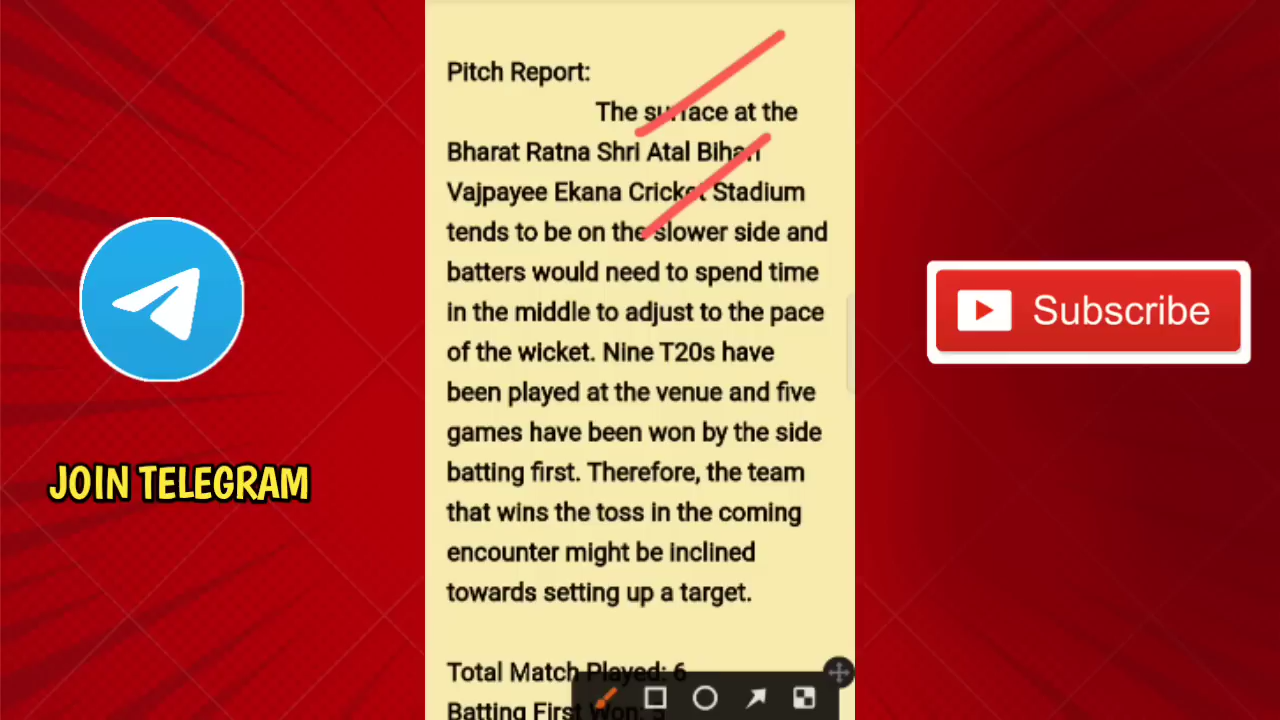 Pitch Report:
The surface at the
Bharat Ratna Shri Atal Bihari
Vajpayee Ekana Cricket Stadium
tends to be on the slower side and
batters would need to spend time
in the middle to adjust to the pace
of the wicket. Nine T20s have
been played at the venue and five
games have been won by the side
batting first. Therefore, the team
that wins the toss in the coming
encounter might be inclined
towards setting up a target.
Total Match Played: 6
Batting First Won: 5
JOIN TELEGRAM
Subscribe